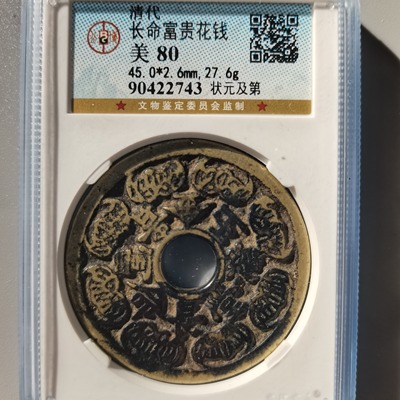 清代
长命富贵花钱
美 80
45.0*2.6mm,27.6g
90422743 状元及第
★ 文物鉴定委员会监制 ★